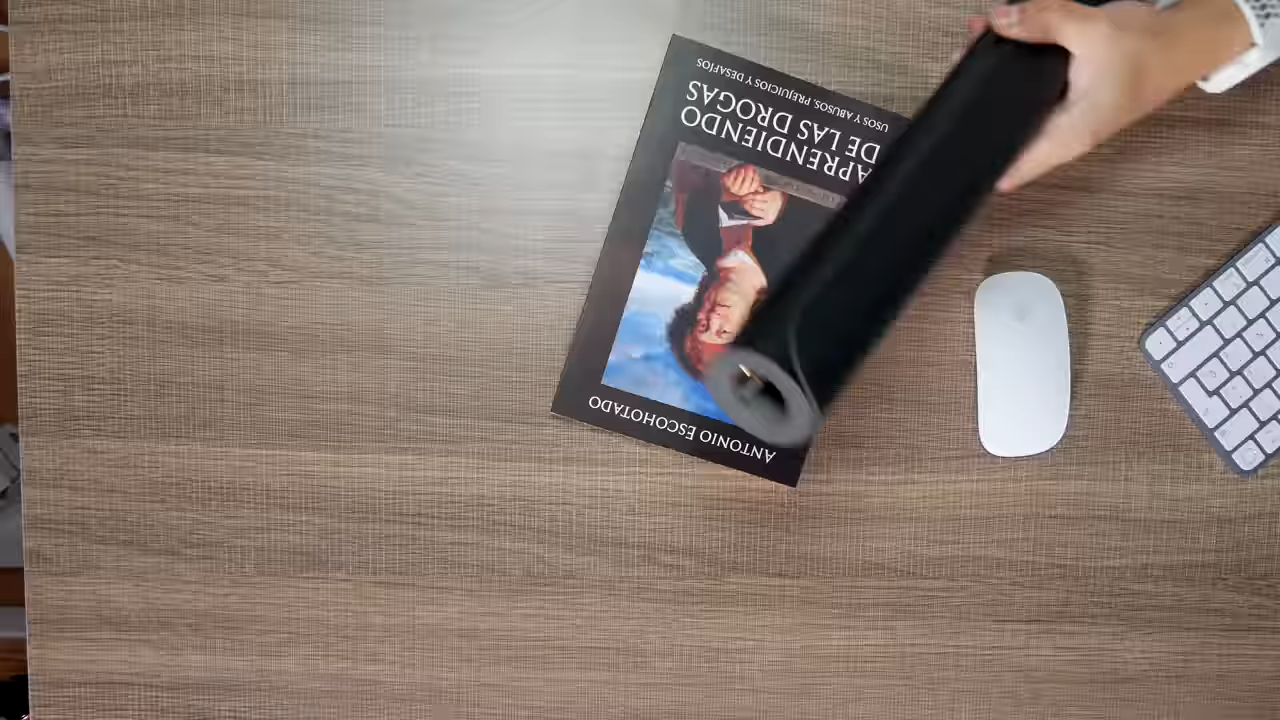 ANTONIO ESCOHOTADO
APRENDIENDO
DE LAS DROGAS
USOS Y ABUSOS, PREJUICIOS Y DESAFÍOS